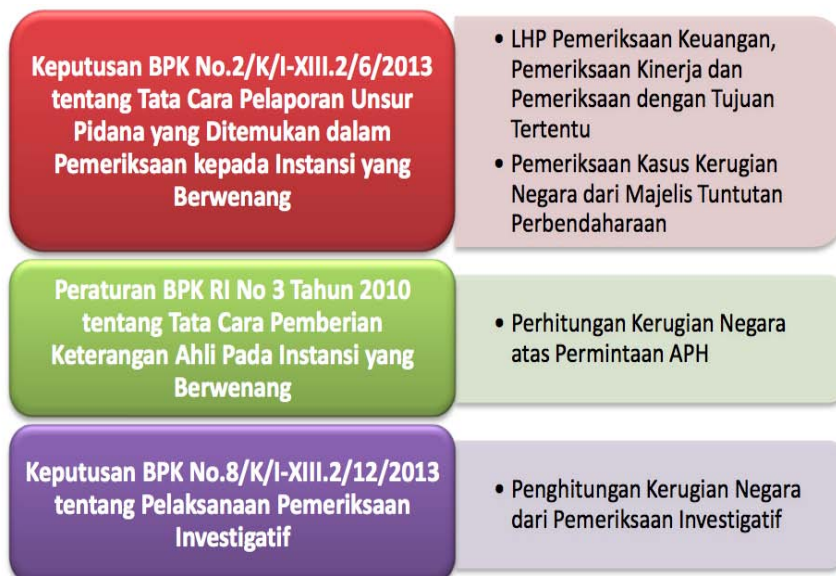 Keputusan BPK No.2/K/I-XIII.2/6/2013
tentang Tata Cara Pelaporan Unsur
Pidana yang Ditemukan dalam
Pemeriksaan kepada Instansi yang
Berwenang
• LHP Pemeriksaan Keuangan,
Pemeriksaan Kinerja dan
Pemeriksaan dengan Tujuan
Tertentu
• Pemeriksaan Kasus Kerugian
Negara dari Majelis Tuntutan
Perbendaharaan
Peraturan BPK RI No 3 Tahun 2010
tentang Tata Cara Pemberian
Keterangan Ahli Pada Instansi yang
Berwenang
• Perhitungan Kerugian Negara
atas Permintaan APH
Keputusan BPK No.8/K/I-XIII.2/12/2013
tentang Pelaksanaan Pemeriksaan
Investigatif
• Penghitungan Kerugian Negara
dari Pemeriksaan Investigatif